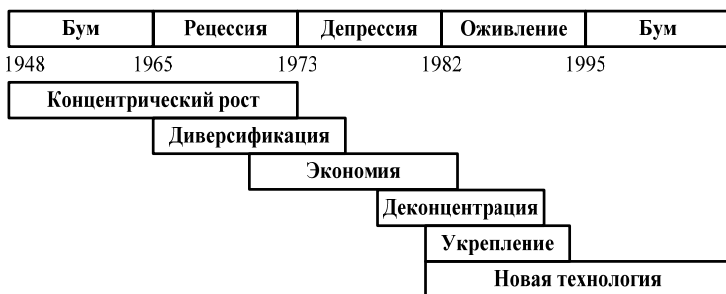 Бум Рецессия Депрессия Оживление Бум
1948 1965 1973 1982 1995
Концентрический рост
Диверсификация
Экономия
Деконцентрация
Укрепление
Новая технология